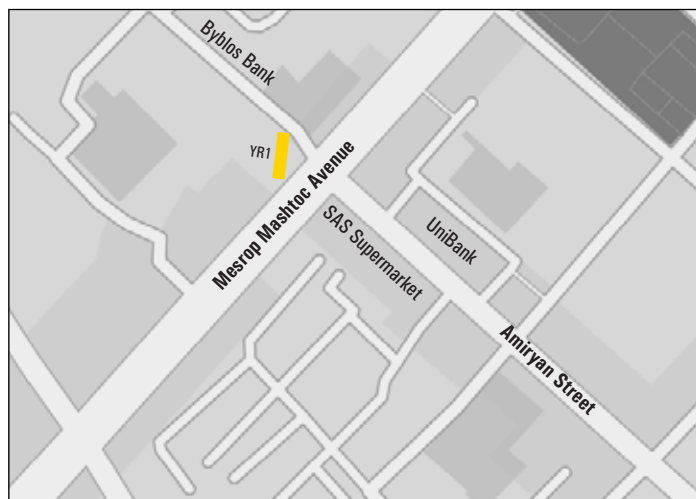 Byblos Bank
YR1
Mesrop Mashtoc Avenue
SAS Supermarket
UniBank
Amiryan Street